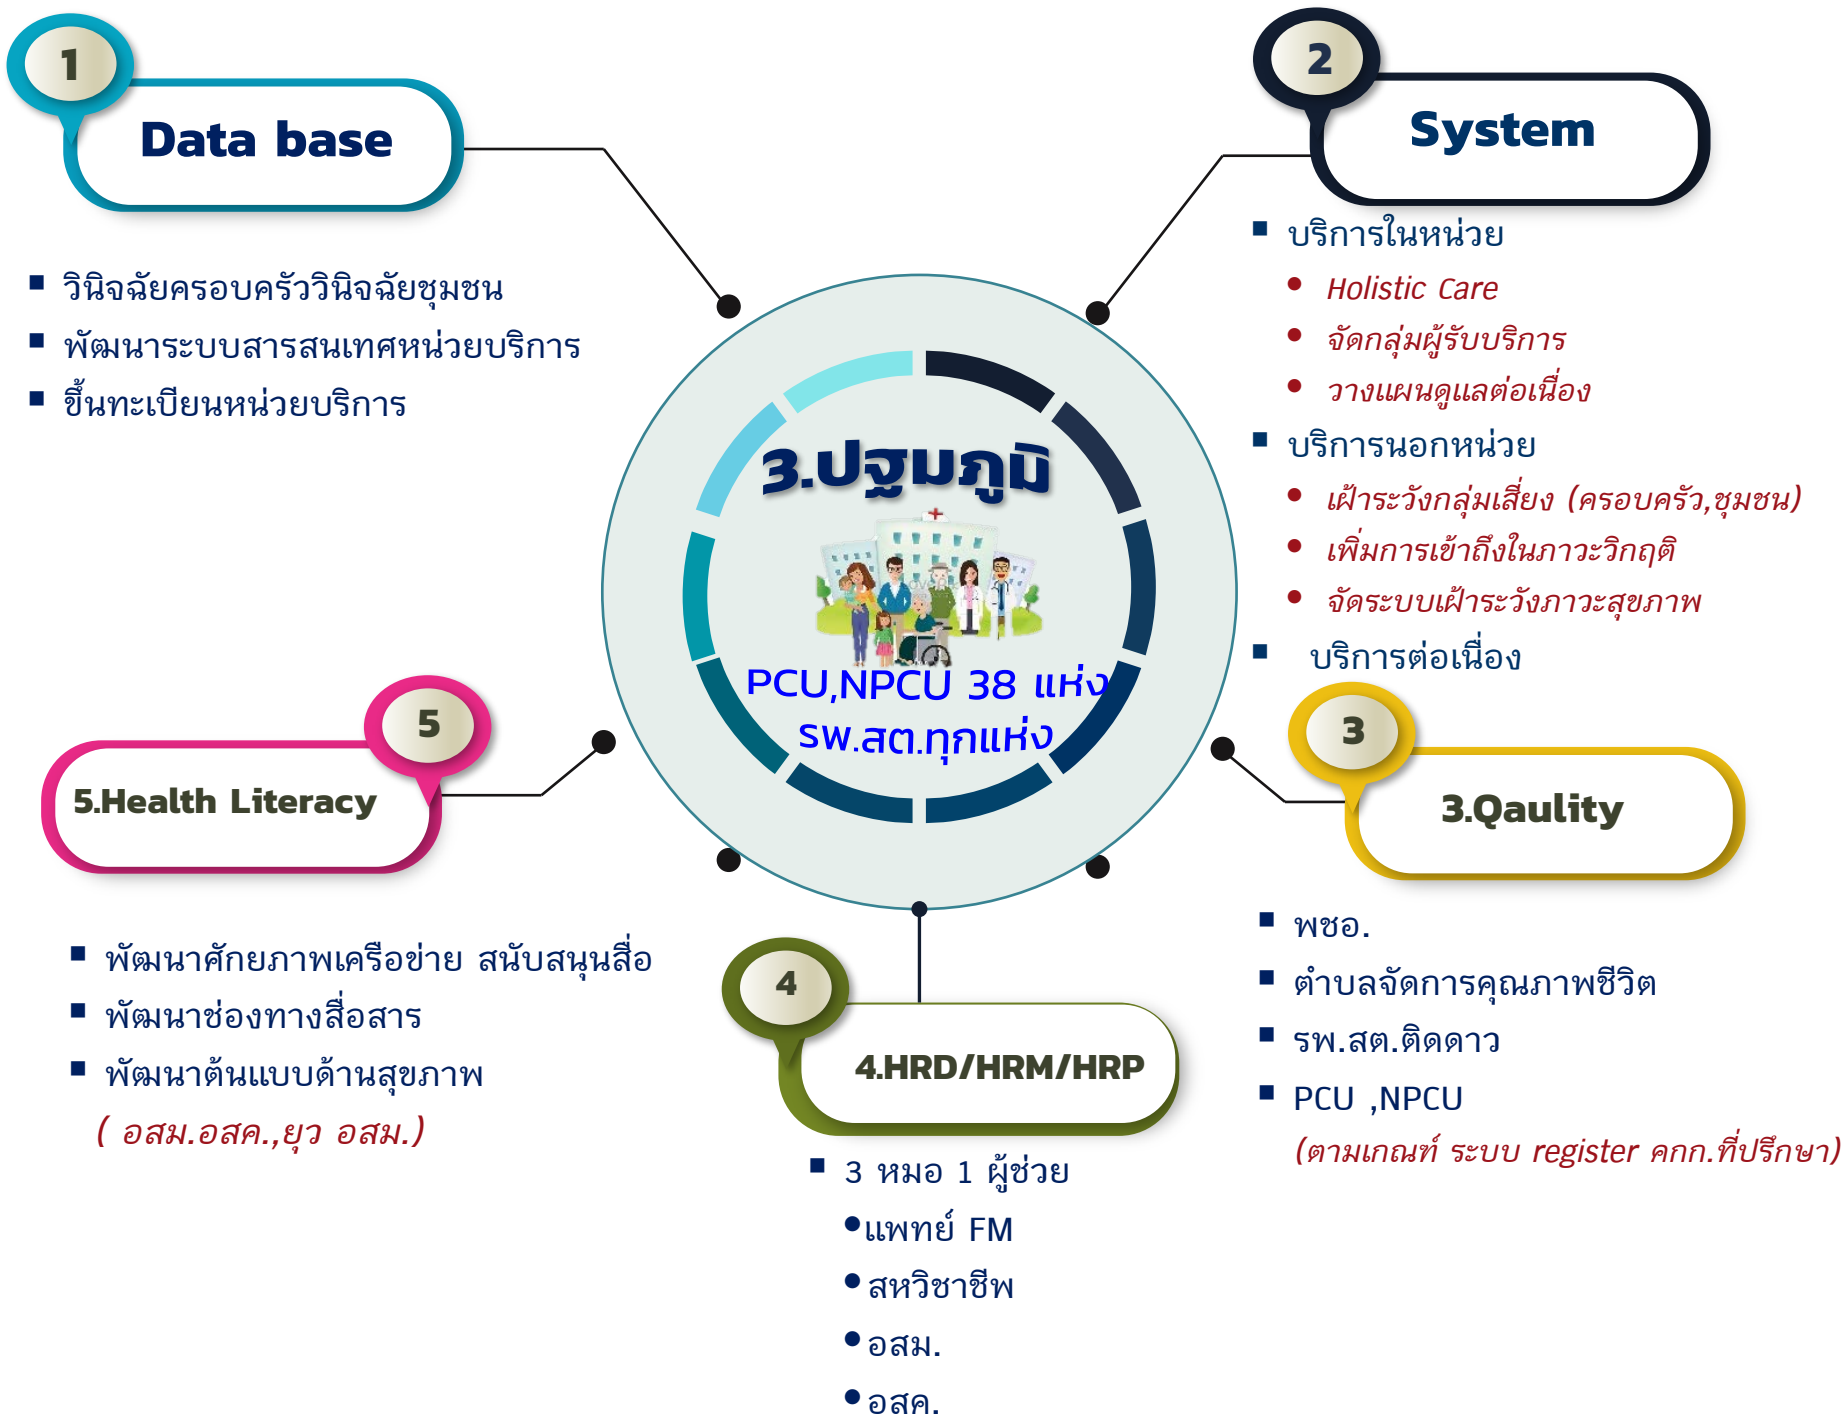 1
Data base
วินิจฉัยครอบครัววินิจฉัยชุมชน
พัฒนาระบบสารสนเทศหน่วยบริการ
ขึ้นทะเบียนหน่วยบริการ
2
System
บริการในหน่วย
Holistic Care
จัดกลุ่มผู้รับบริการ
วางแผนดูแลต่อเนื่อง
บริการนอกหน่วย
เฝ้าระวังกลุ่มเสี่ยง (ครอบครัว,ชุมชน)
เพิ่มการเข้าถึงในภาวะวิกฤติ
จัดระบบเฝ้าระวังภาวะสุขภาพ
บริการต่อเนื่อง
3.ปฐมภูมิ
PCU,NPCU 38 แห่ง
รพ.สต.ทุกแห่ง
3
3.Qaulity
พชอ.
ตำบลจัดการคุณภาพชีวิต
รพ.สต.ติดดาว
PCU ,NPCU
(ตามเกณฑ์ ระบบ register คกก.ที่ปรึกษา)
4
4.HRD/HRM/HRP
3 หมอ 1 ผู้ช่วย
แพทย์ FM
สหวิชาชีพ
อสม.
อสค.
5
5.Health Literacy
พัฒนาศักยภาพเครือข่าย สนับสนุนสื่อ
พัฒนาช่องทางสื่อสาร
พัฒนาต้นแบบด้านสุขภาพ
( อสม.อสค.,ยุว อสม.)